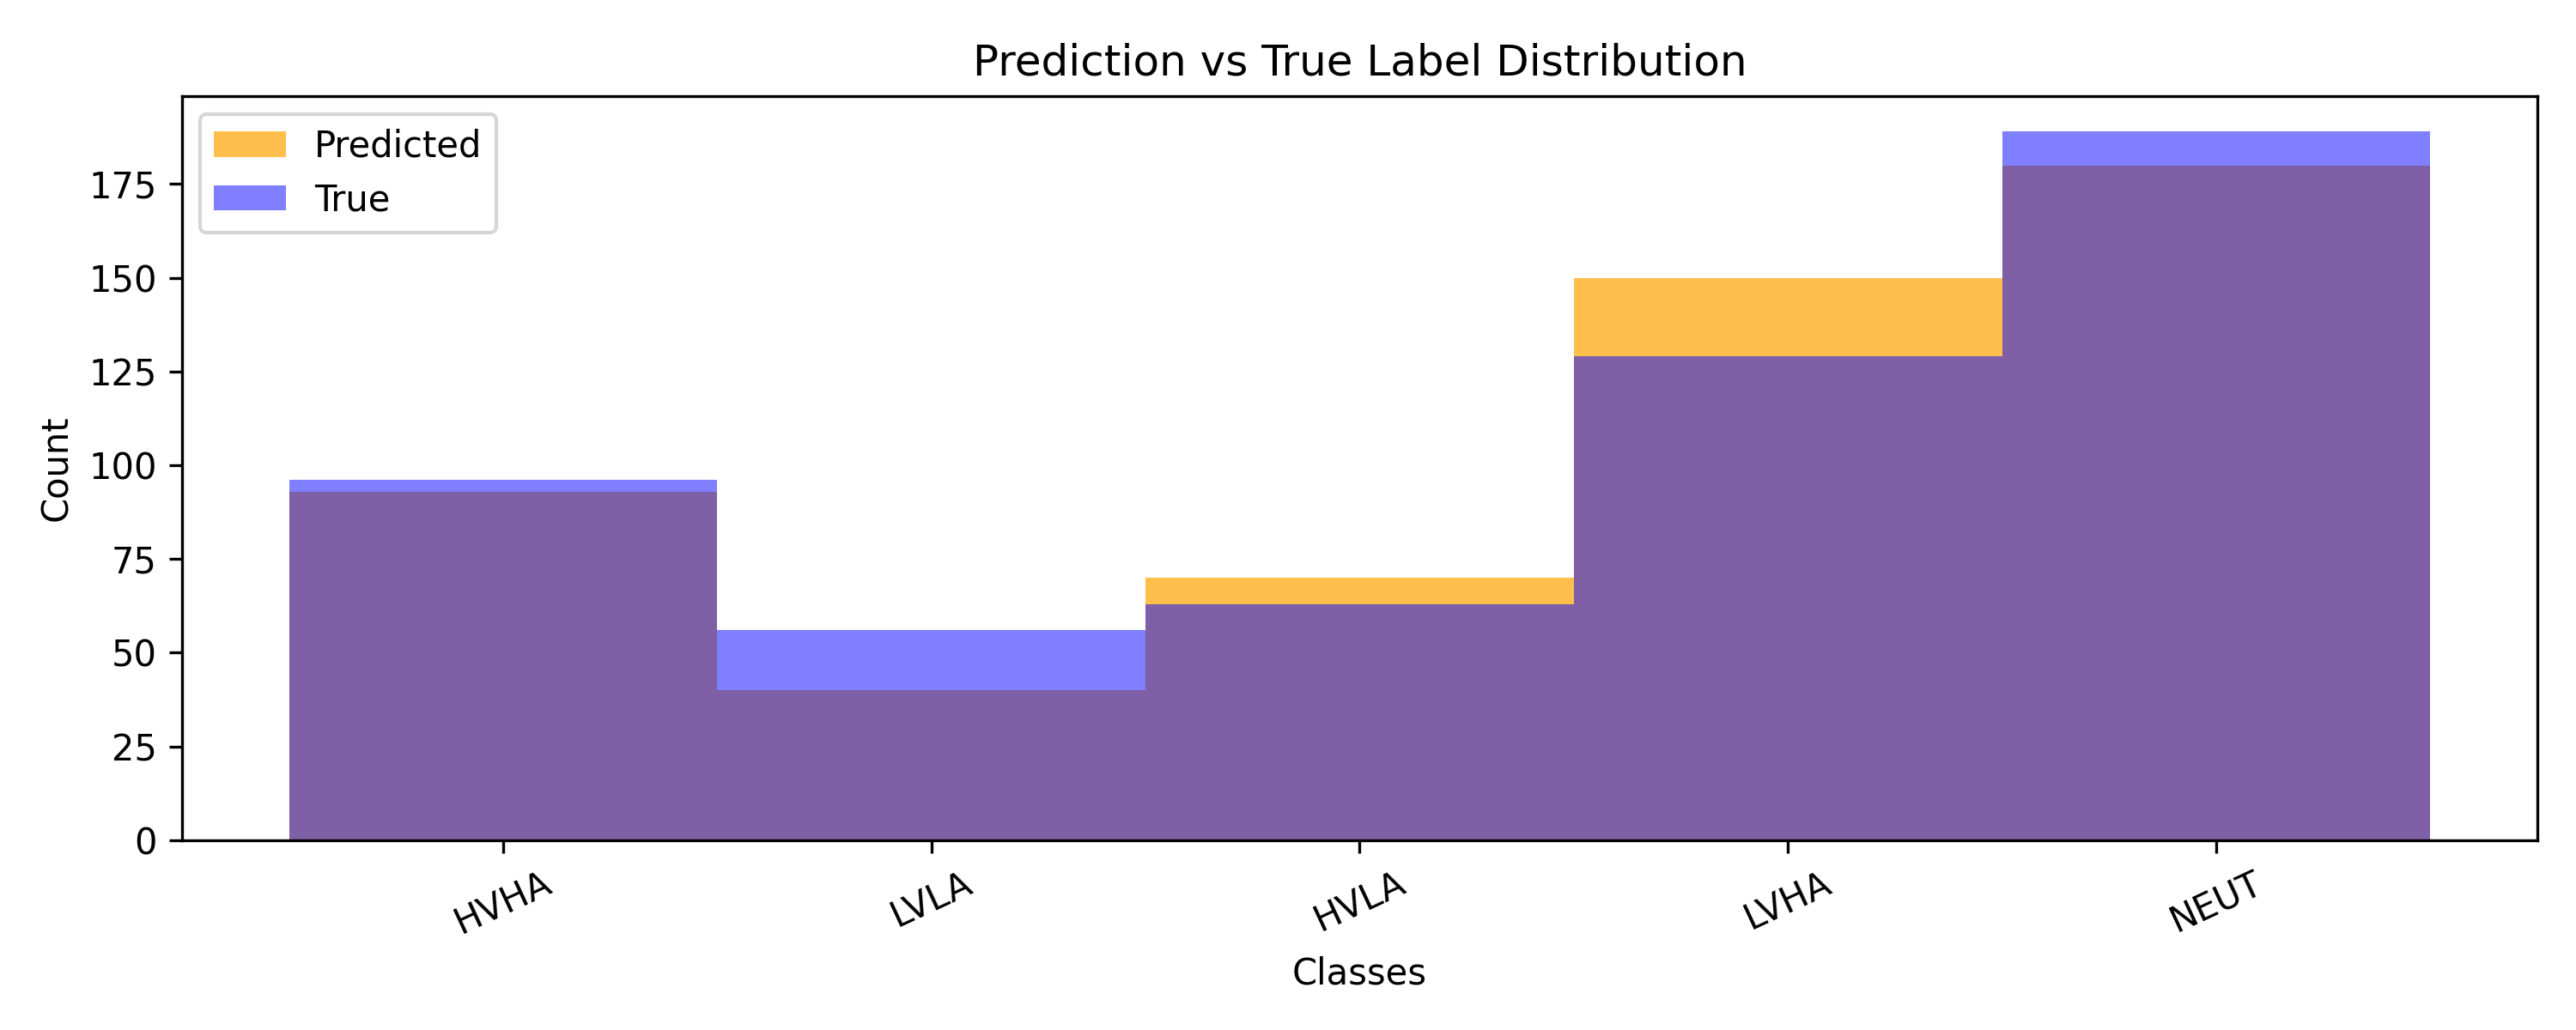 Prediction vs True Label Distribution
Predicted
True
175
150
125
100
75
50
25
0
Count
HVHA
LVLA
HVLA
LVHA
NEUT
Classes